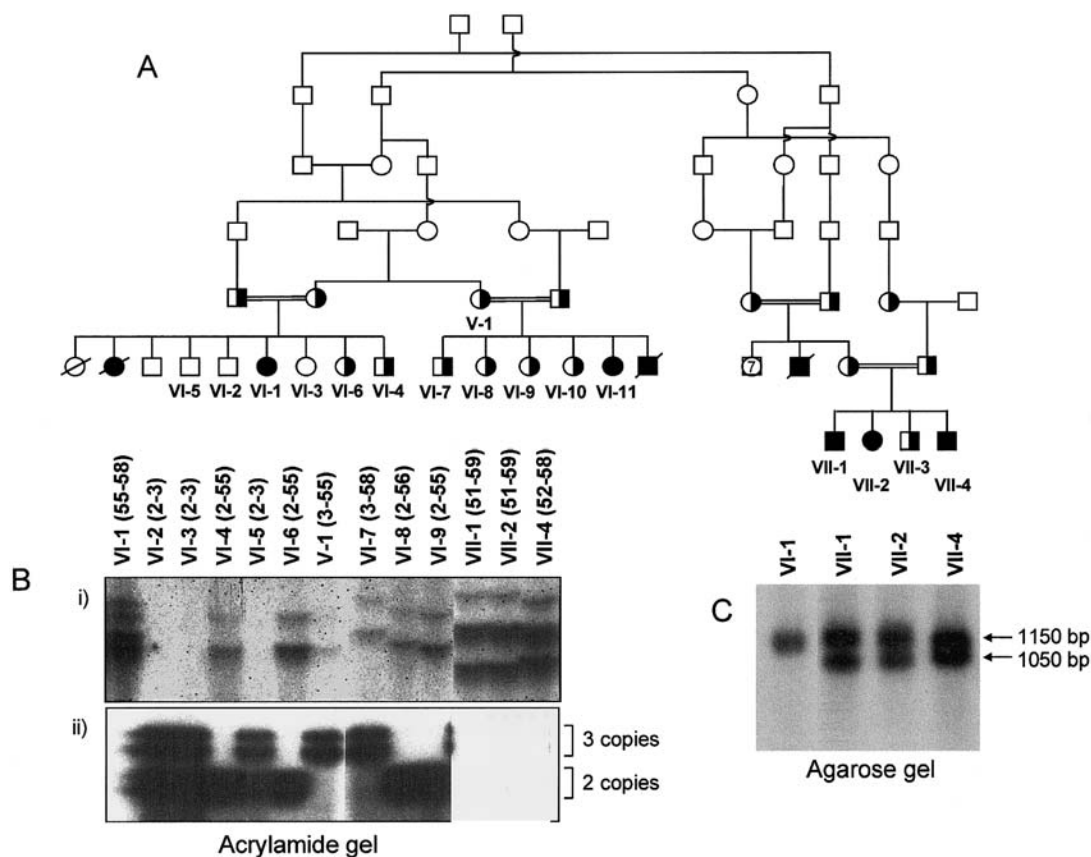 A
V-1
VI-5 VI-2 VI-1 VI-3 VI-6 VI-4 VI-7 VI-8 VI-9 VI-10 VI-11
7
VII-1 VII-2 VII-3 VII-4
VI-1 (55-58)
VI-2 (2-3)
VI-3 (2-3)
VI-4 (2-55)
VI-5 (2-3)
VI-6 (2-55)
V-1 (3-55)
VI-7 (3-58)
VI-8 (2-56)
VI-9 (2-55)
VII-1 (51-59)
VII-2 (51-59)
VII-4 (52-58)
B
i)
ii)
3 copies
2 copies
Acrylamide gel
C
VI-1
VII-1
VII-2
VII-4
1150 bp
1050 bp
Agarose gel